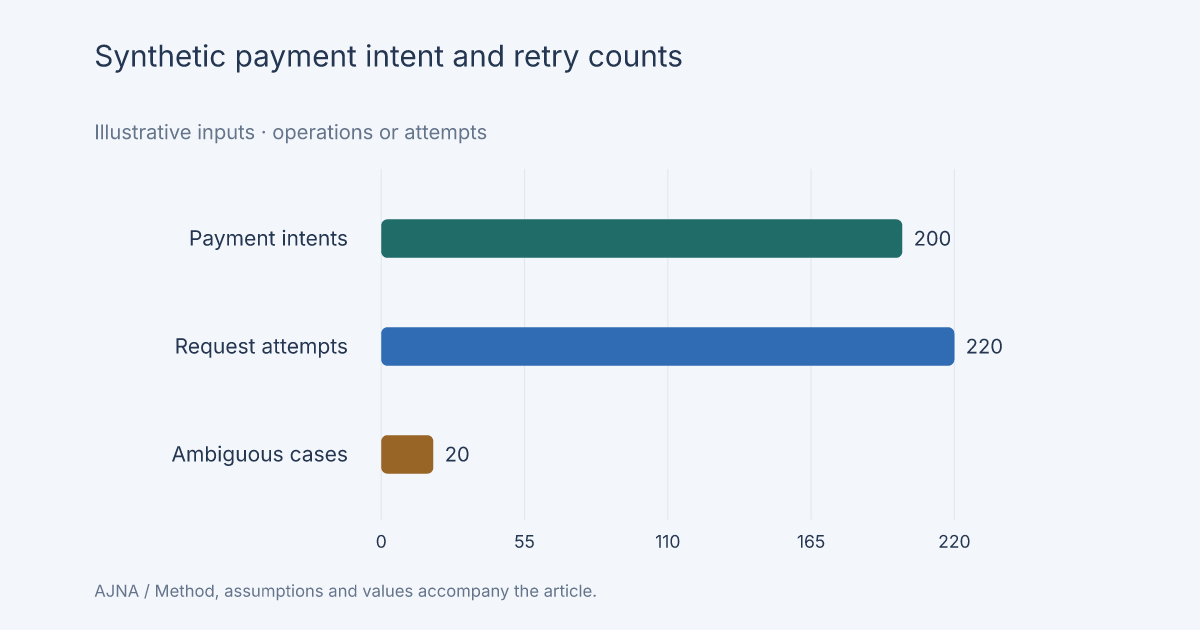 Synthetic payment intent and retry counts
Illustrative inputs · operations or attempts
Payment intents 200
Request attempts 220
Ambiguous cases 20
0 55 110 165 220
AJNA / Method, assumptions and values accompany the article.